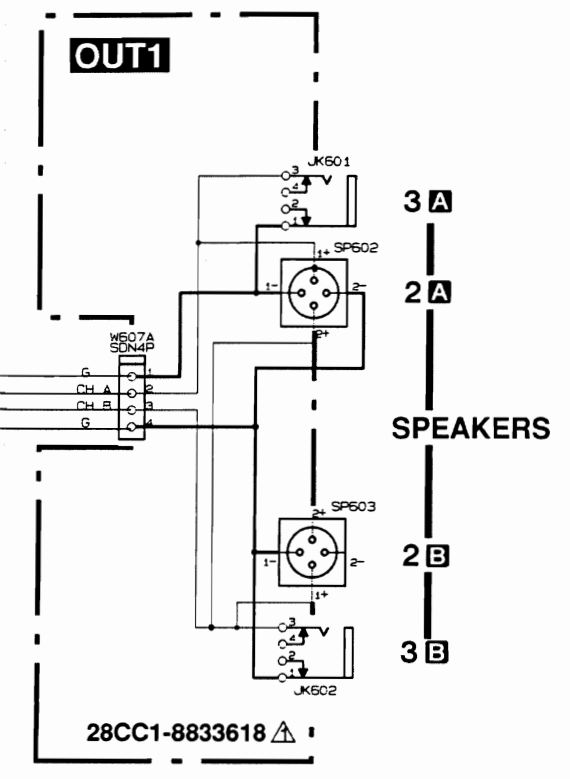 OUT1
JK601
3
4
2
1
3 A
1+ SP602
1- 2-
2 A
2+
W607A
SDN4P
G 1
CH A 2
CH B 3
G 4
SPEAKERS
2+ SP603
1- 2-
2 B
1+
3
4
2
1
3 B
JK602
28CC1-8833618 1